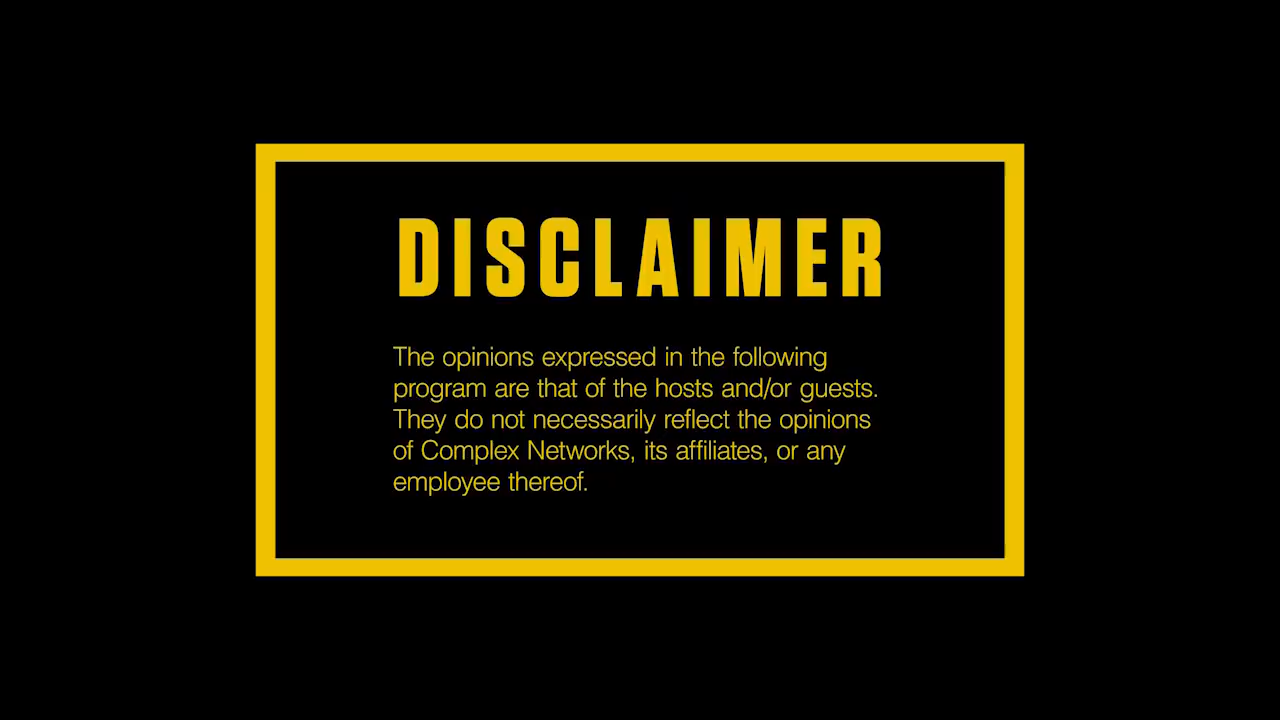 DISCLAIMER
The opinions expressed in the following
program are that of the hosts and/or guests.
They do not necessarily reflect the opinions
of Complex Networks, its affiliates, or any
employee thereof.